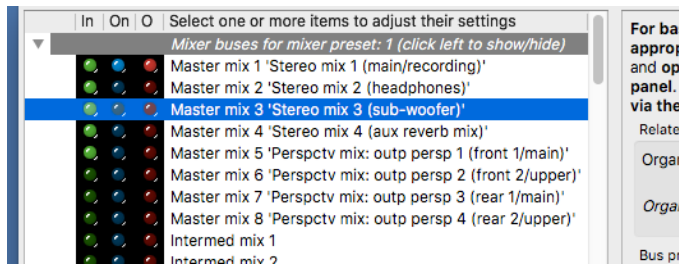 In On O Select one or more items to adjust their settings
Mixer buses for mixer preset: 1 (click left to show/hide)
Master mix 1 'Stereo mix 1 (main/recording)'
Master mix 2 'Stereo mix 2 (headphones)'
Master mix 3 'Stereo mix 3 (sub-woofer)'
Master mix 4 'Stereo mix 4 (aux reverb mix)'
Master mix 5 'Perspctv mix: outp persp 1 (front 1/main)'
Master mix 6 'Perspctv mix: outp persp 2 (front 2/upper)'
Master mix 7 'Perspctv mix: outp persp 3 (rear 1/main)'
Master mix 8 'Perspctv mix: outp persp 4 (rear 2/upper)'
Intermed mix 1
Intermed mix 2
For ba
approp
and op
panel.
via the
Relate
Organ
Orga
Bus pr